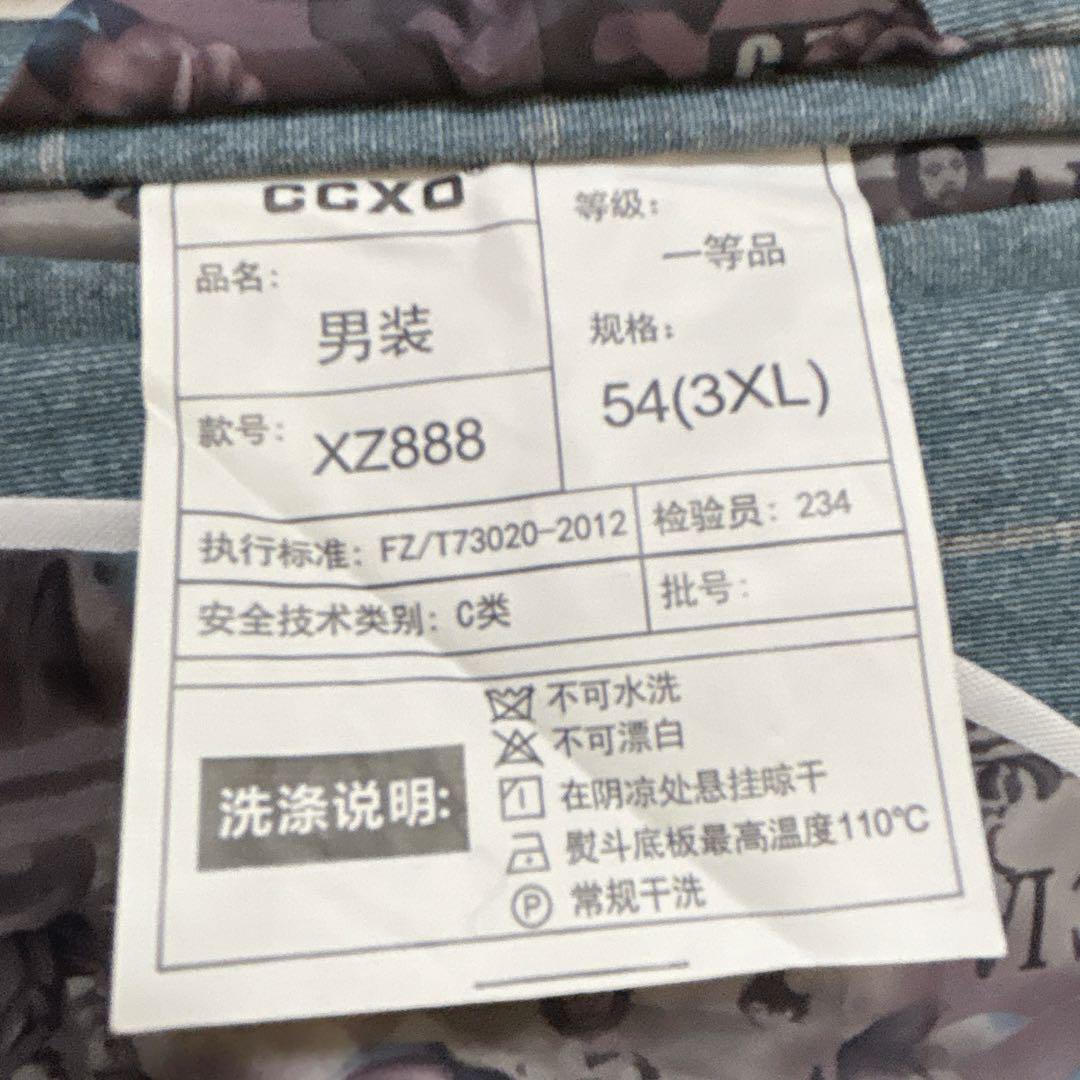 CCXO
品名:
男装
款号: XZ888
等级:
一等品
规格:
54(3XL)
执行标准: FZ/T73020-2012
检验员: 234
安全技术类别: C类
批号:
洗涤说明:
不可水洗
不可漂白
在阴凉处悬挂晾干
熨斗底板最高温度110℃
P 常规干洗